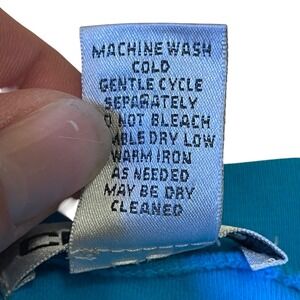 MACHINE WASH
COLD
GENTLE CYCLE
SEPARATELY
NOT BLEACH
DRY LOW
WARM IRON
AS NEEDED
MAY BE DRY
CLEANED